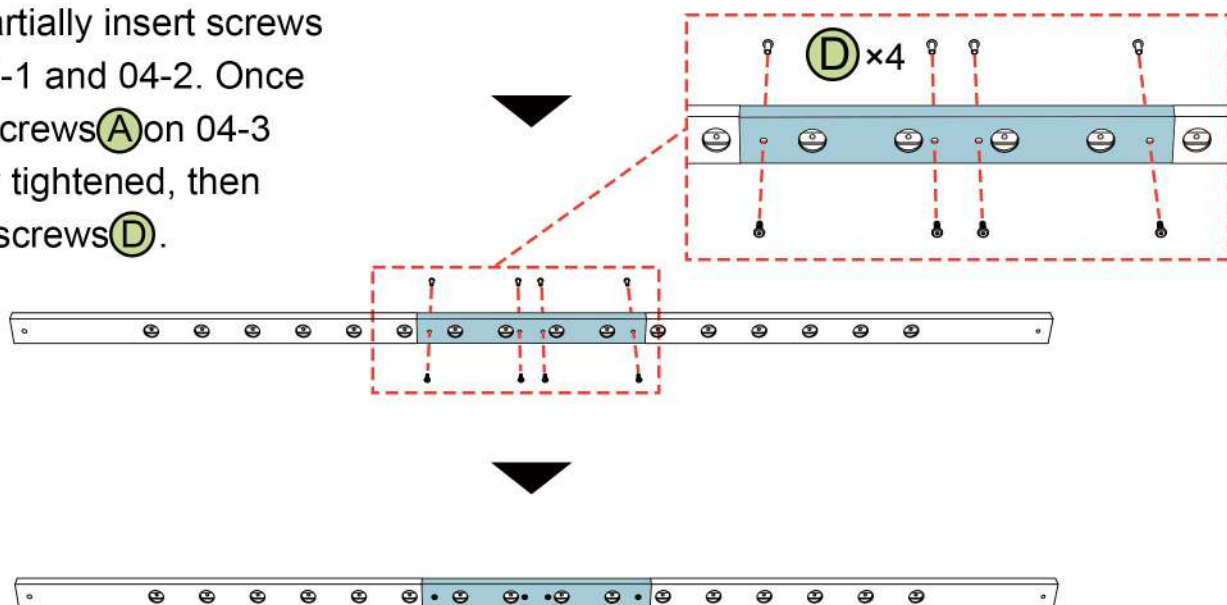 artially insert screws
-1 and 04-2. Once
crews(A)on 04-3
tightened, then
screws(D).
D×4